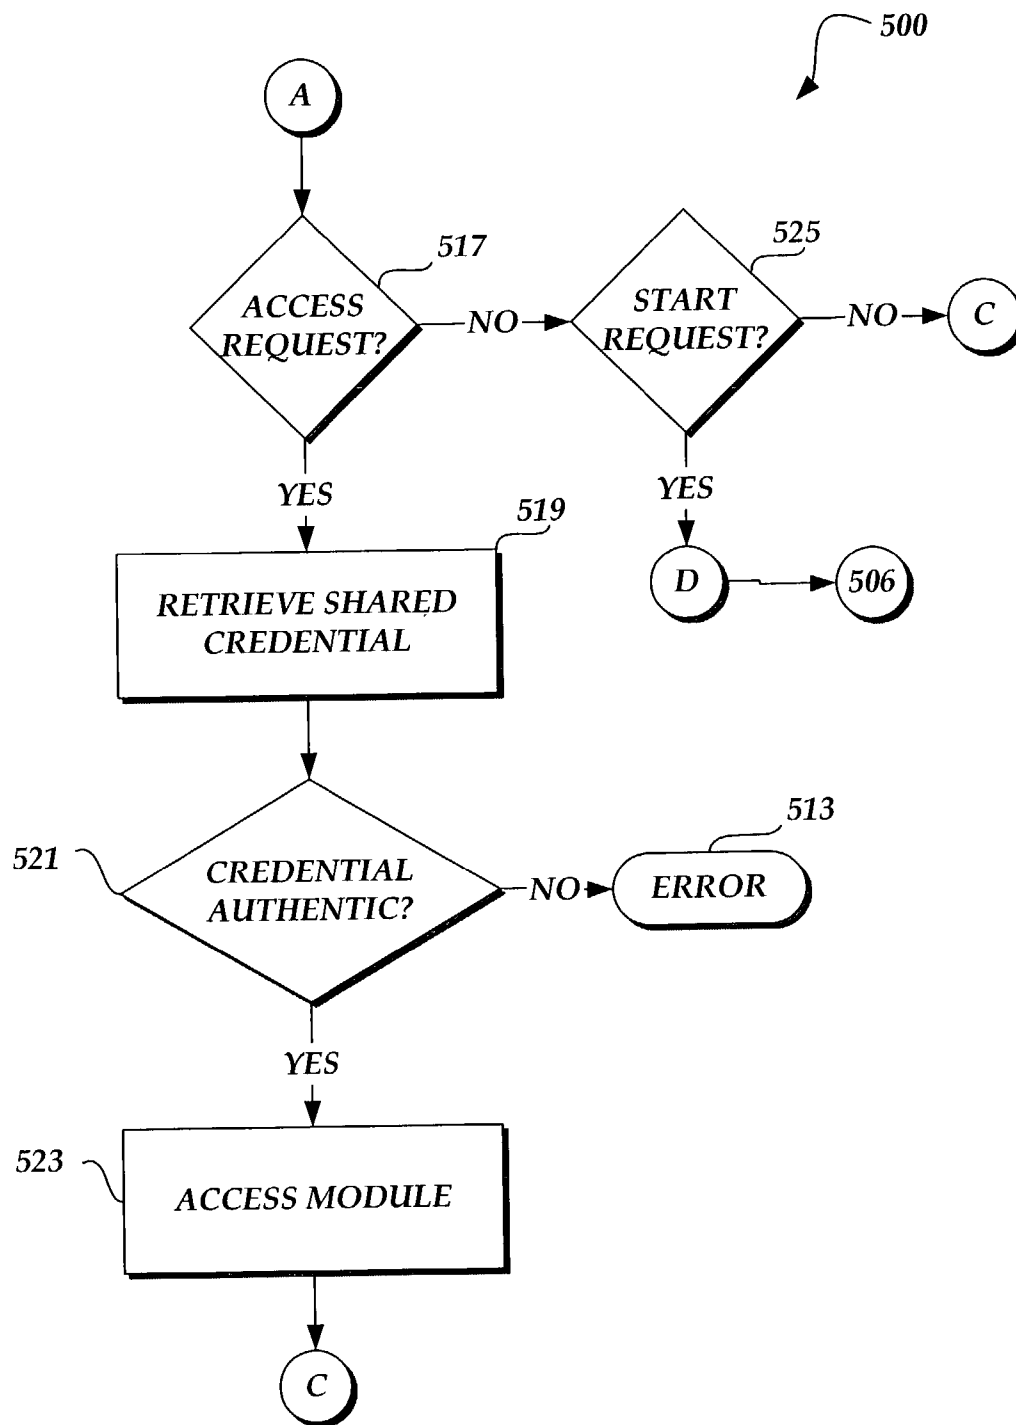 500
A
517
ACCESS
REQUEST?
NO
525
START
REQUEST?
NO
C
YES
YES
519
D
506
RETRIEVE SHARED
CREDENTIAL
521
CREDENTIAL
AUTHENTIC?
NO
513
ERROR
YES
523
ACCESS MODULE
C